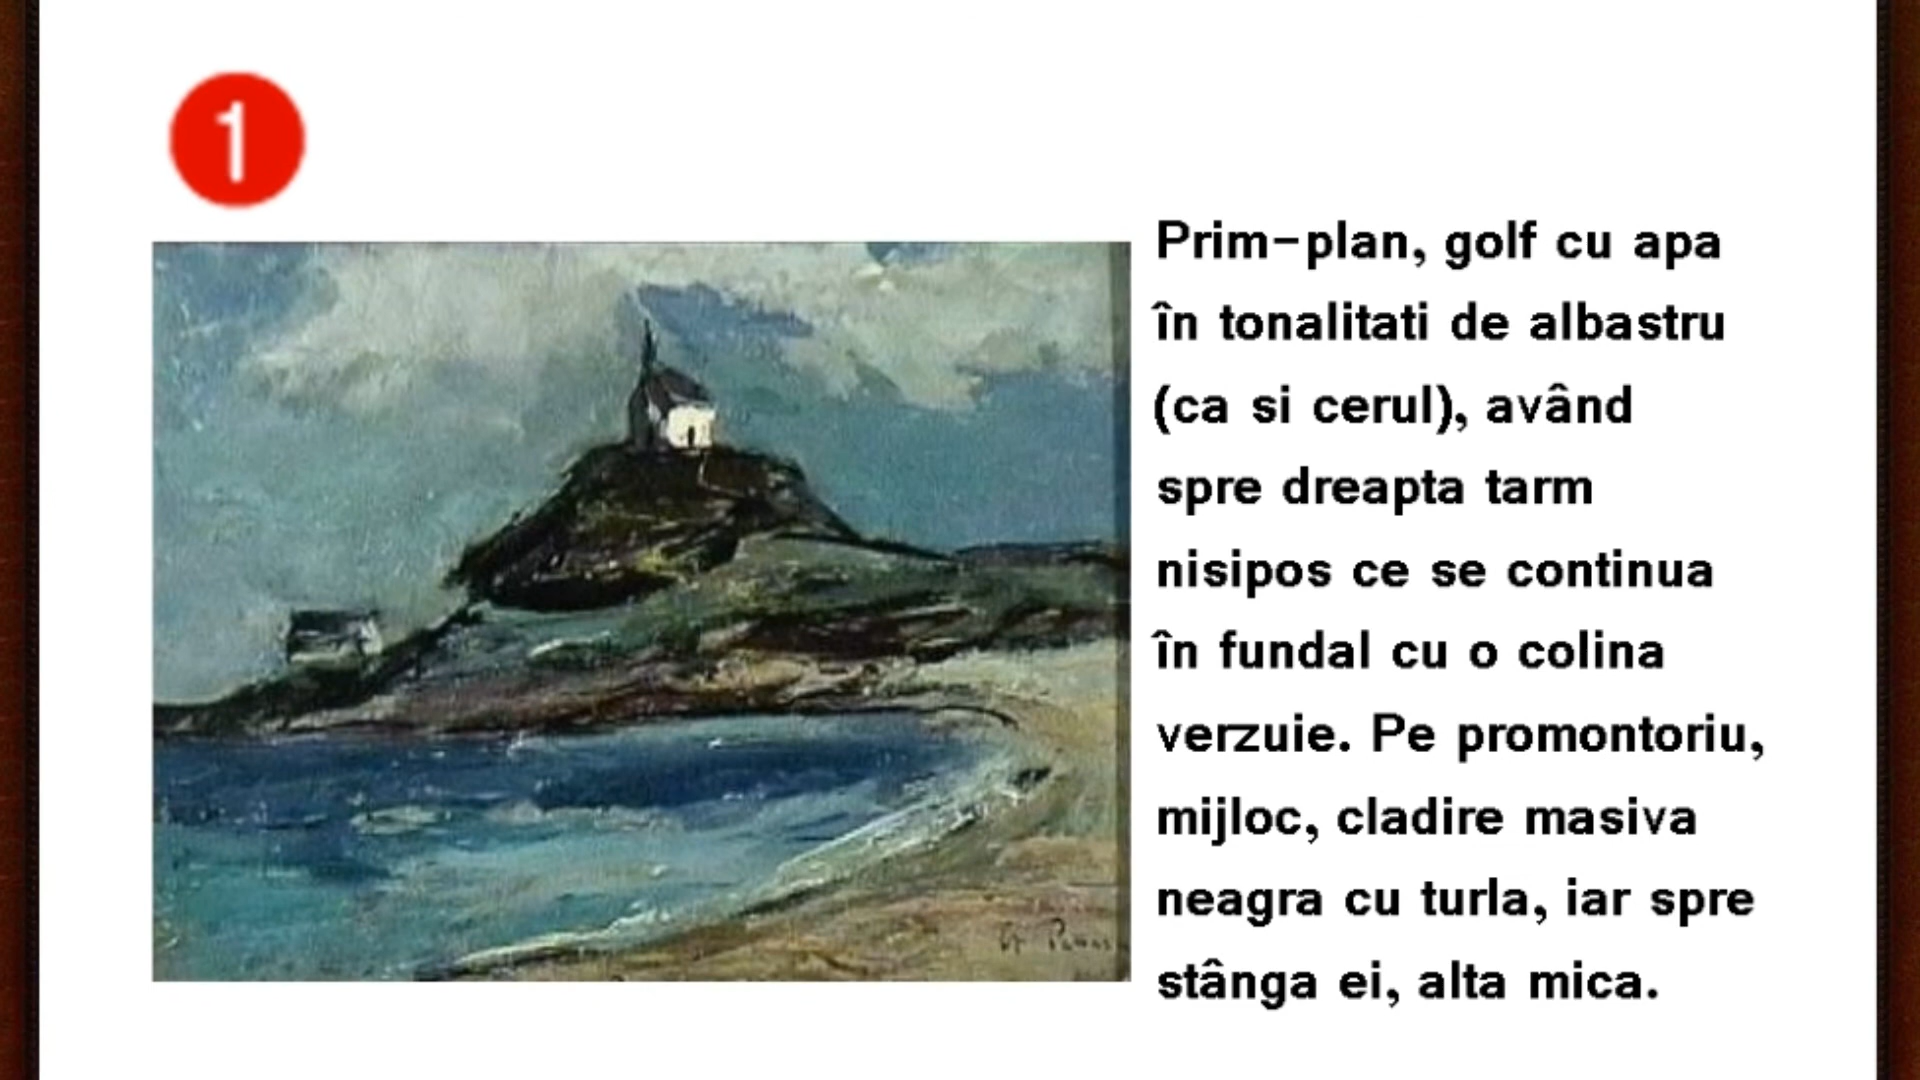 1
Prim-plan, golf cu apa
în tonalitati de albastru
(ca si cerul), având
spre dreapta tarm
nisipos ce se continua
în fundal cu o colina
verzuie. Pe promontoriu,
mijloc, cladire masiva
neagra cu turla, iar spre
stânga ei, alta mica.